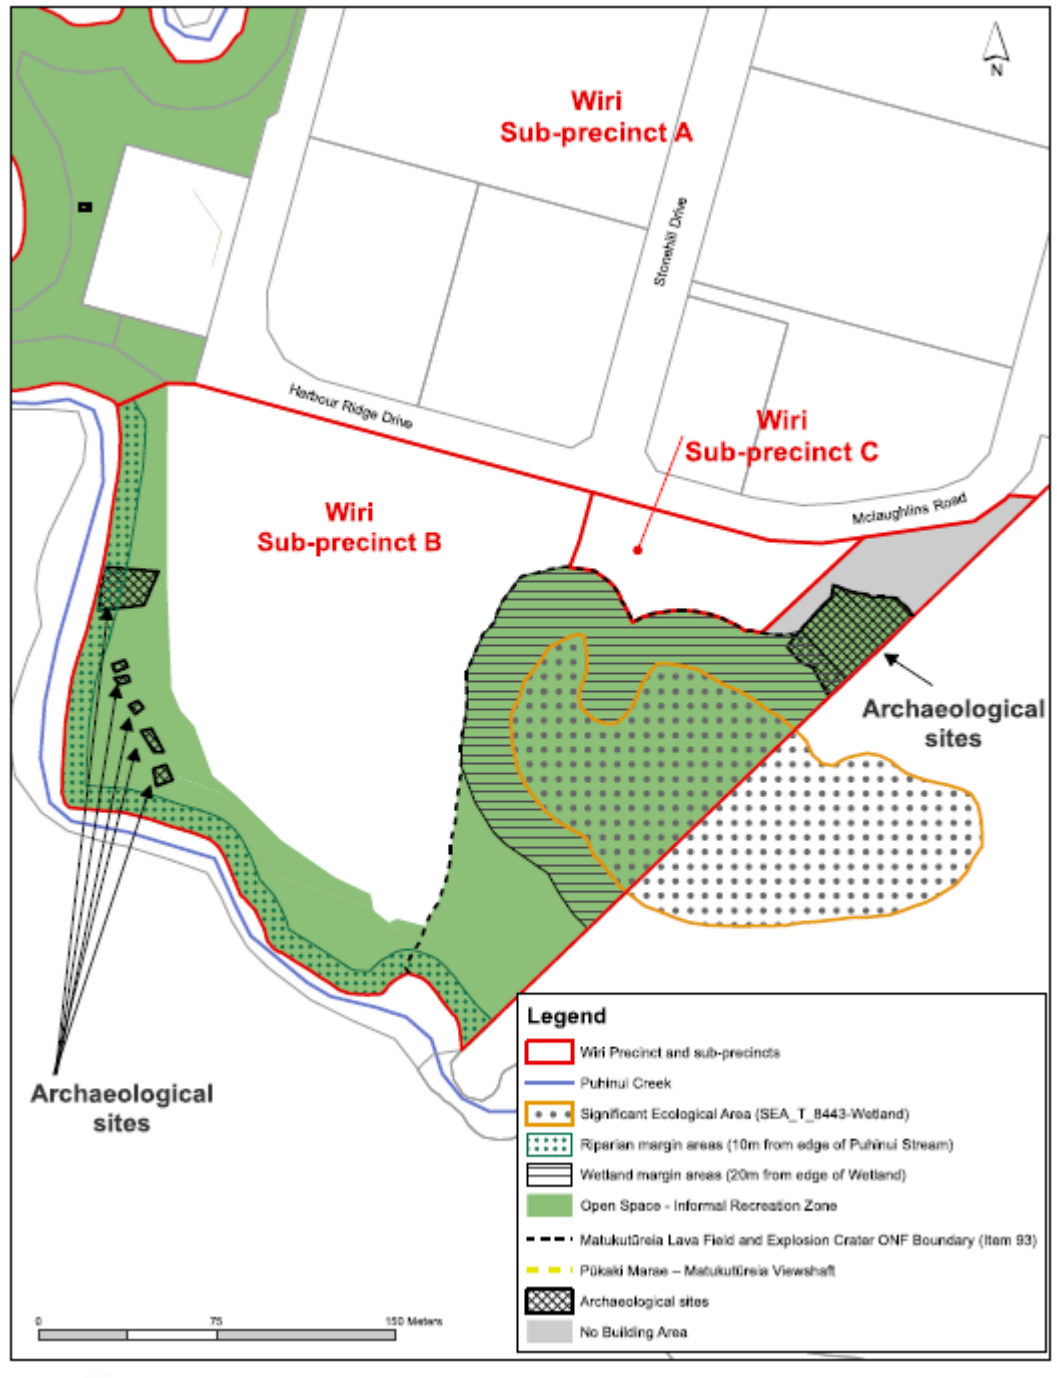 N
Wiri
Sub-precinct A
Stonehill Drive
Harbour Ridge Drive
Wiri
Sub-precinct C
Mclaughlins Road
Wiri
Sub-precinct B
Archaeological
sites
Archaeological
sites
Legend
Wiri Precinct and sub-precincts
Puhinui Creek
Significant Ecological Area (SEA_T_8443-Wetland)
Riparian margin areas (10m from edge of Puhinui Stream)
Wetland margin areas (20m from edge of Wetland)
Open Space - Informal Recreation Zone
Matukutūreia Lava Field and Explosion Crater ONF Boundary (Item 93)
Pūkaki Marae – Matukutūreia Viewshaft
Archaeological sites
No Building Area
0 75 150 Meters